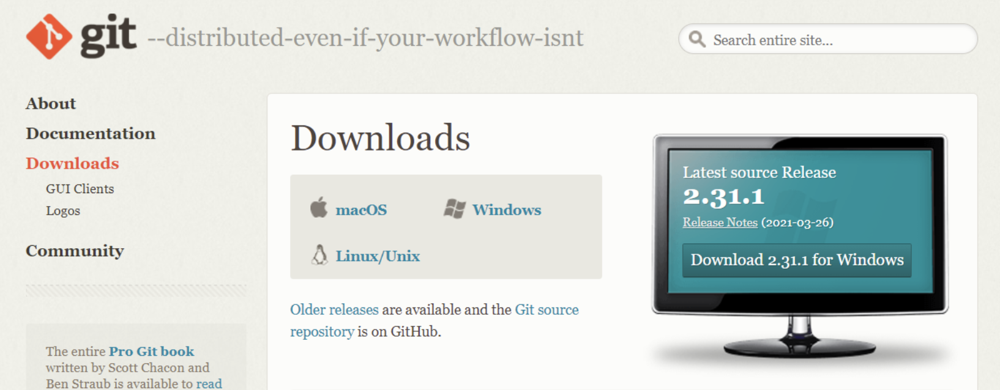 git --distributed-even-if-your-workflow-isnt
Search entire site...
About
Documentation
Downloads
GUI Clients
Logos
Community
The entire Pro Git book
written by Scott Chacon and
Ben Straub is available to read
Downloads
macOS
Windows
Linux/Unix
Older releases are available and the Git source
repository is on GitHub.
Latest source Release
2.31.1
Release Notes (2021-03-26)
Download 2.31.1 for Windows